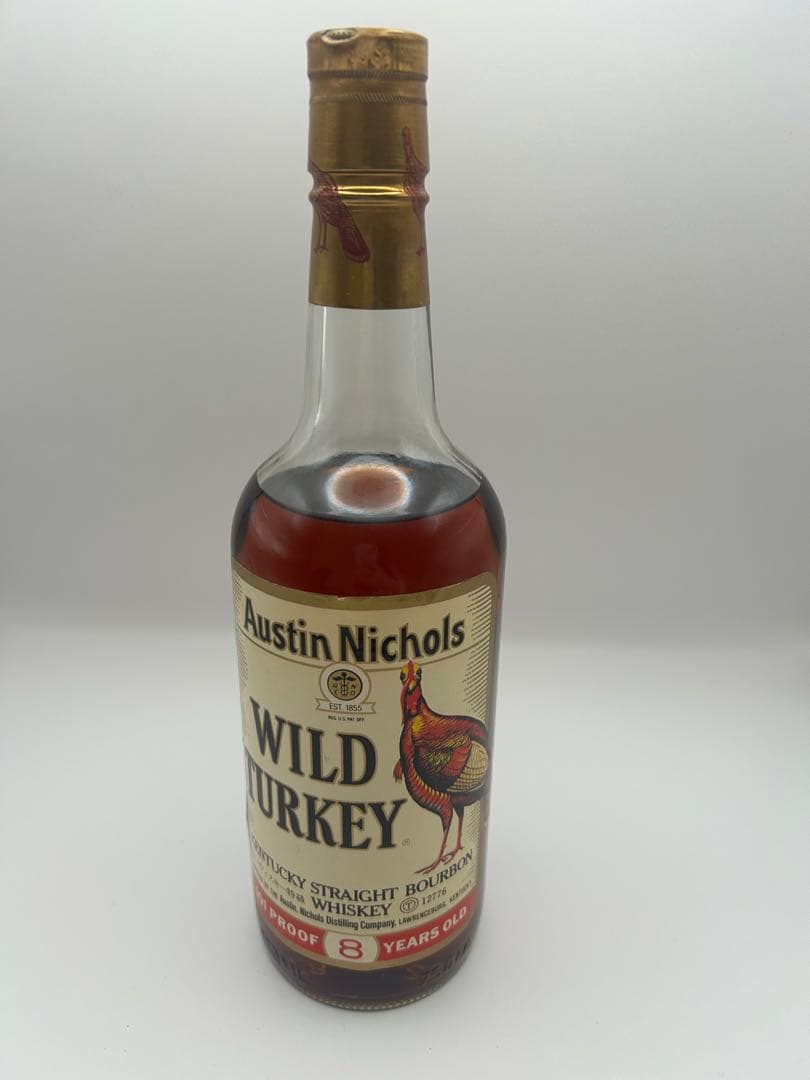 Austin Nichols
EST. 1855
REG. U.S. PAT. OFF.
WILD
TURKEY
KENTUCKY STRAIGHT BOURBON
WHISKEY T 12776
Austin, Nichols Distilling Company, LAWRENCEBURG, KENTUCKY
101 PROOF 8 YEARS OLD